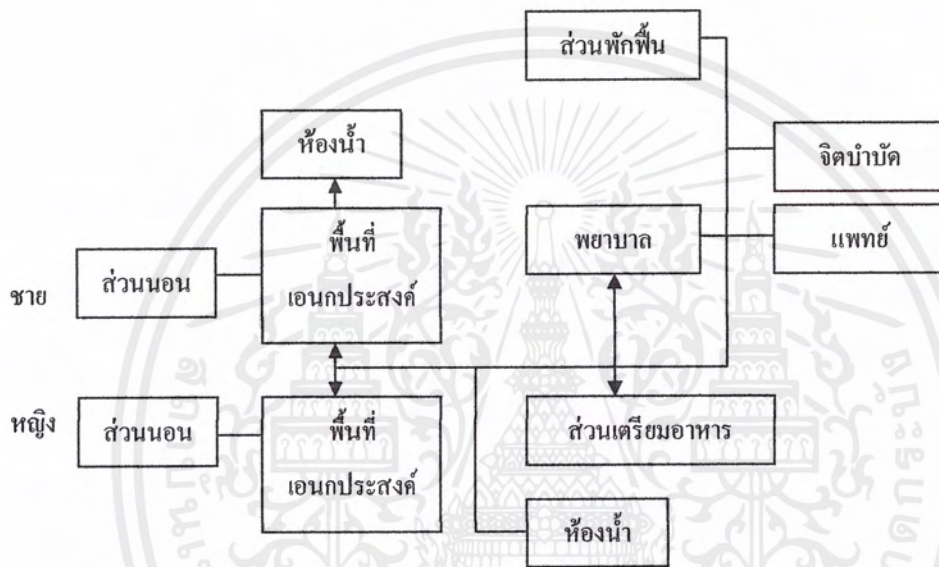 ส่วนพักฟื้น
ห้องน้ำ
จิตบำบัด
พื้นที่
เอนกประสงค์
พยาบาล
แพทย์
ส่วนนอน
ชาย
หญิง
ส่วนนอน
พื้นที่
เอนกประสงค์
ส่วนเตรียมอาหาร
ห้องน้ำ